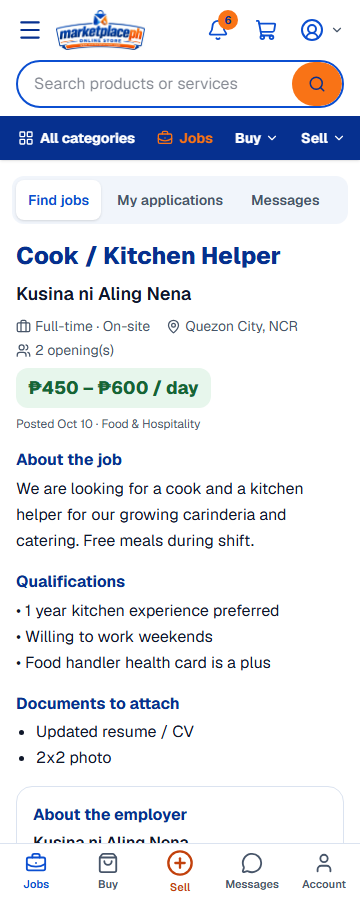 marketplaceph
ONLINE STORE
6
Search products or services
All categories
Jobs
Buy
Sell
Find jobs
My applications
Messages
Cook / Kitchen Helper
Kusina ni Aling Nena
Full-time · On-site
Quezon City, NCR
2 opening(s)
₱450 – ₱600 / day
Posted Oct 10 · Food & Hospitality
About the job
We are looking for a cook and a kitchen
helper for our growing carinderia and
catering. Free meals during shift.
Qualifications
• 1 year kitchen experience preferred
• Willing to work weekends
• Food handler health card is a plus
Documents to attach
• Updated resume / CV
• 2x2 photo
About the employer
Kusina ni Aling Nena
Jobs
Buy
Sell
Messages
Account